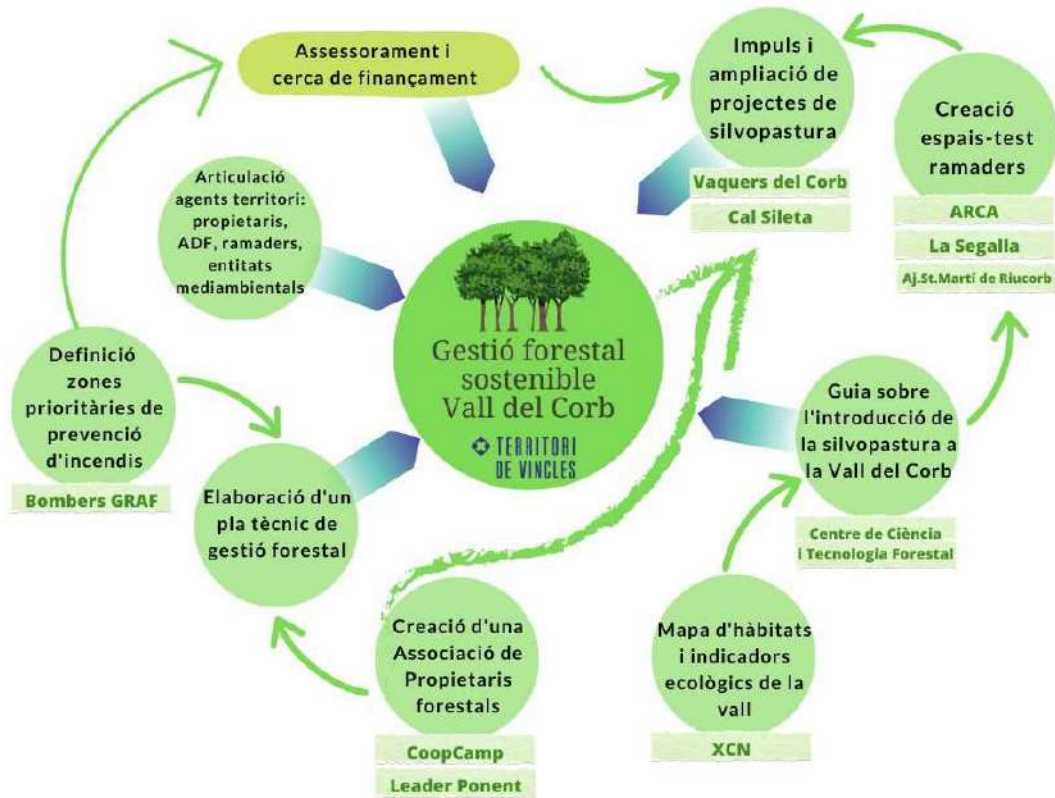 Assessorament i
cerca de finançament
Impuls i
ampliació de
projectes de
silvopastura
Vaquers del Corb
Cal Sileta
Creació
espais-test
ramaders
ARCA
La Segalla
Aj.St.Martí de Riucorb
Articulació
agents territori:
propietaris,
ADF, ramaders,
entitats
mediambientals
Gestió forestal
sostenible
Vall del Corb
TERRITORI
DE VINCLES
Definició
zones
prioritàries de
prevenció
d'incendis
Bombers GRAF
Elaboració d'un
pla tècnic de
gestió forestal
Guia sobre
l'introducció de
la silvopastura a
la Vall del Corb
Centre de Ciència
i Tecnologia Forestal
Creació d'una
Associació de
Propietaris
forestals
CoopCamp
Leader Ponent
Mapa d'hàbitats
i indicadors
ecològics de la
vall
XCN